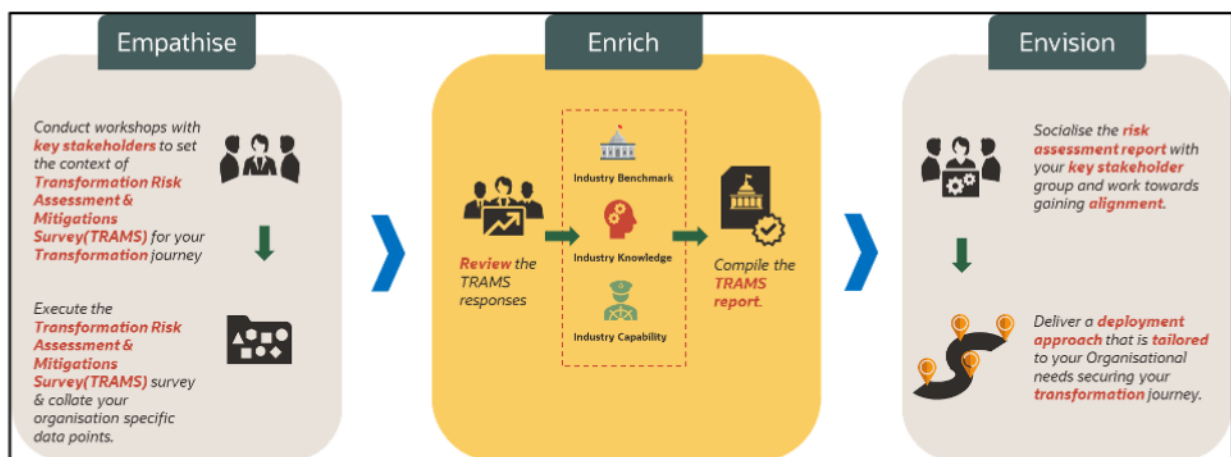 Empathise
Conduct workshops with
key stakeholders to set
the context of
Transformation Risk
Assessment &
Mitigations
Survey(TRAMS) for your
Transformation journey
Execute the
Transformation Risk
Assessment &
Mitigations
Survey(TRAMS) survey
& collate your
organisation specific
data points.
Enrich
Review the
TRAMS
responses
Industry Benchmark
Industry Knowledge
Industry Capability
Compile the
TRAMS
report.
Envision
Socialise the risk
assessment report with
your key stakeholder
group and work towards
gaining alignment.
Deliver a deployment
approach that is tailored
to your Organisational
needs securing your
transformation journey.